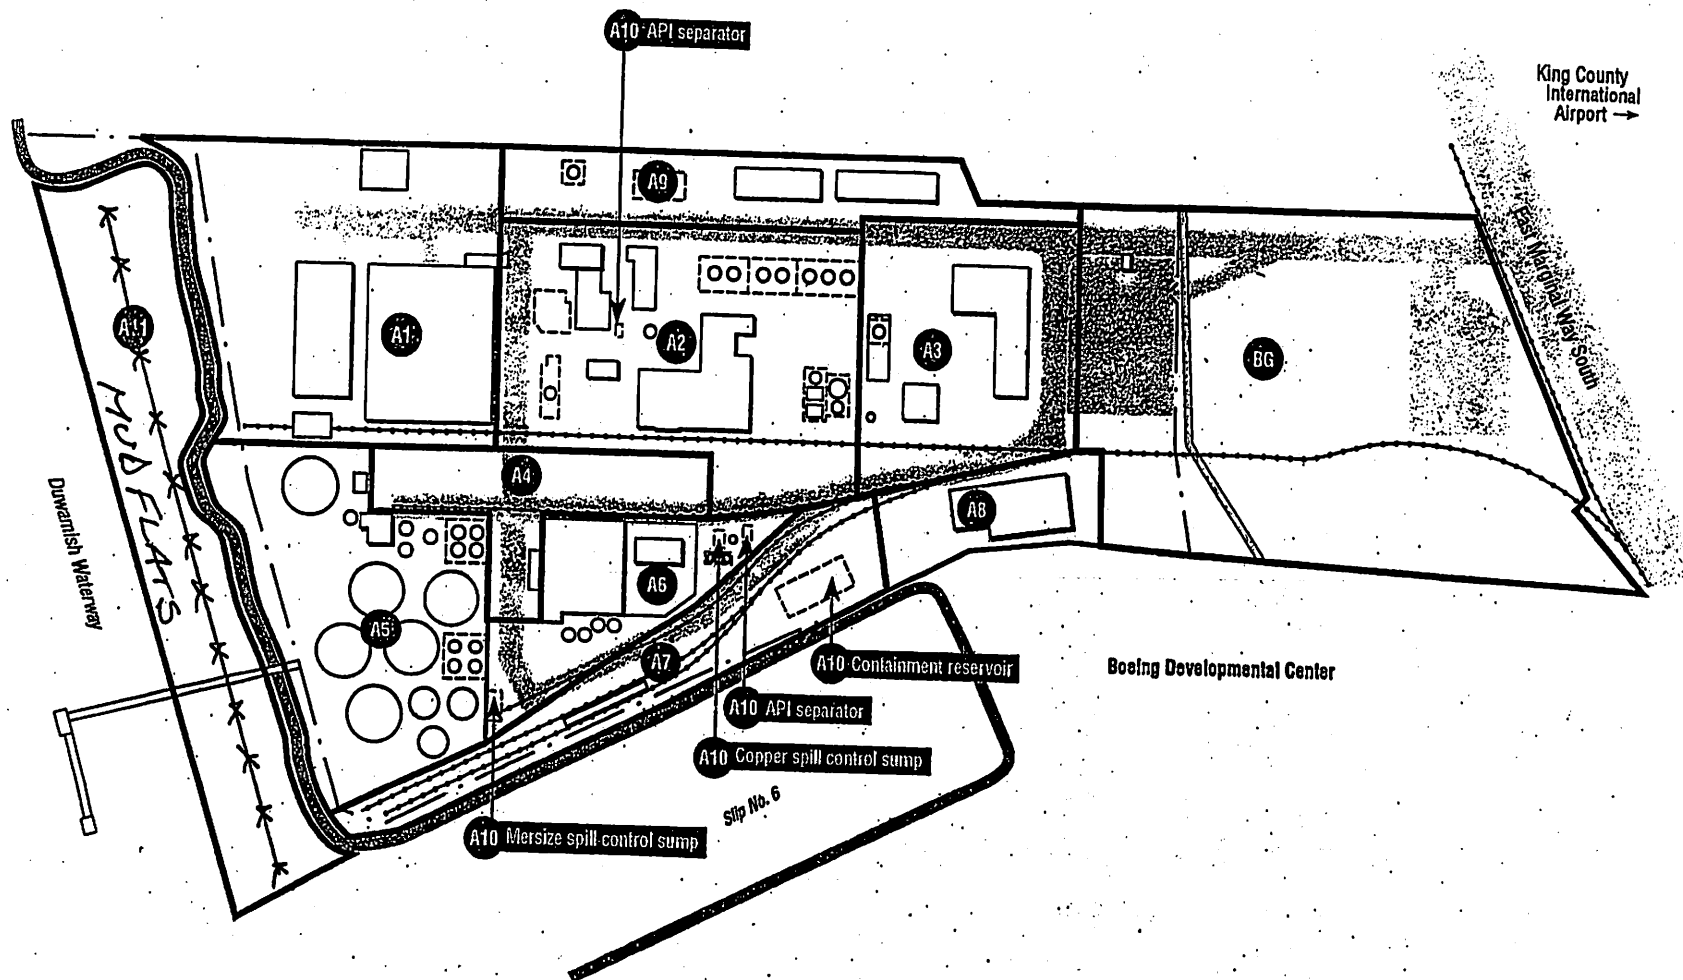 A10 API separator
King County
International
Airport →
A9
East Marginal Way South
A11
A1
A2
A3
BG
MUD FLATS
Duwamish Waterway
A4
A8
A6
A5
A7
A10 Containment reservoir
Boeing Developmental Center
A10 API separator
A10 Copper spill control sump
Slip No. 6
A10 Mersize spill control sump